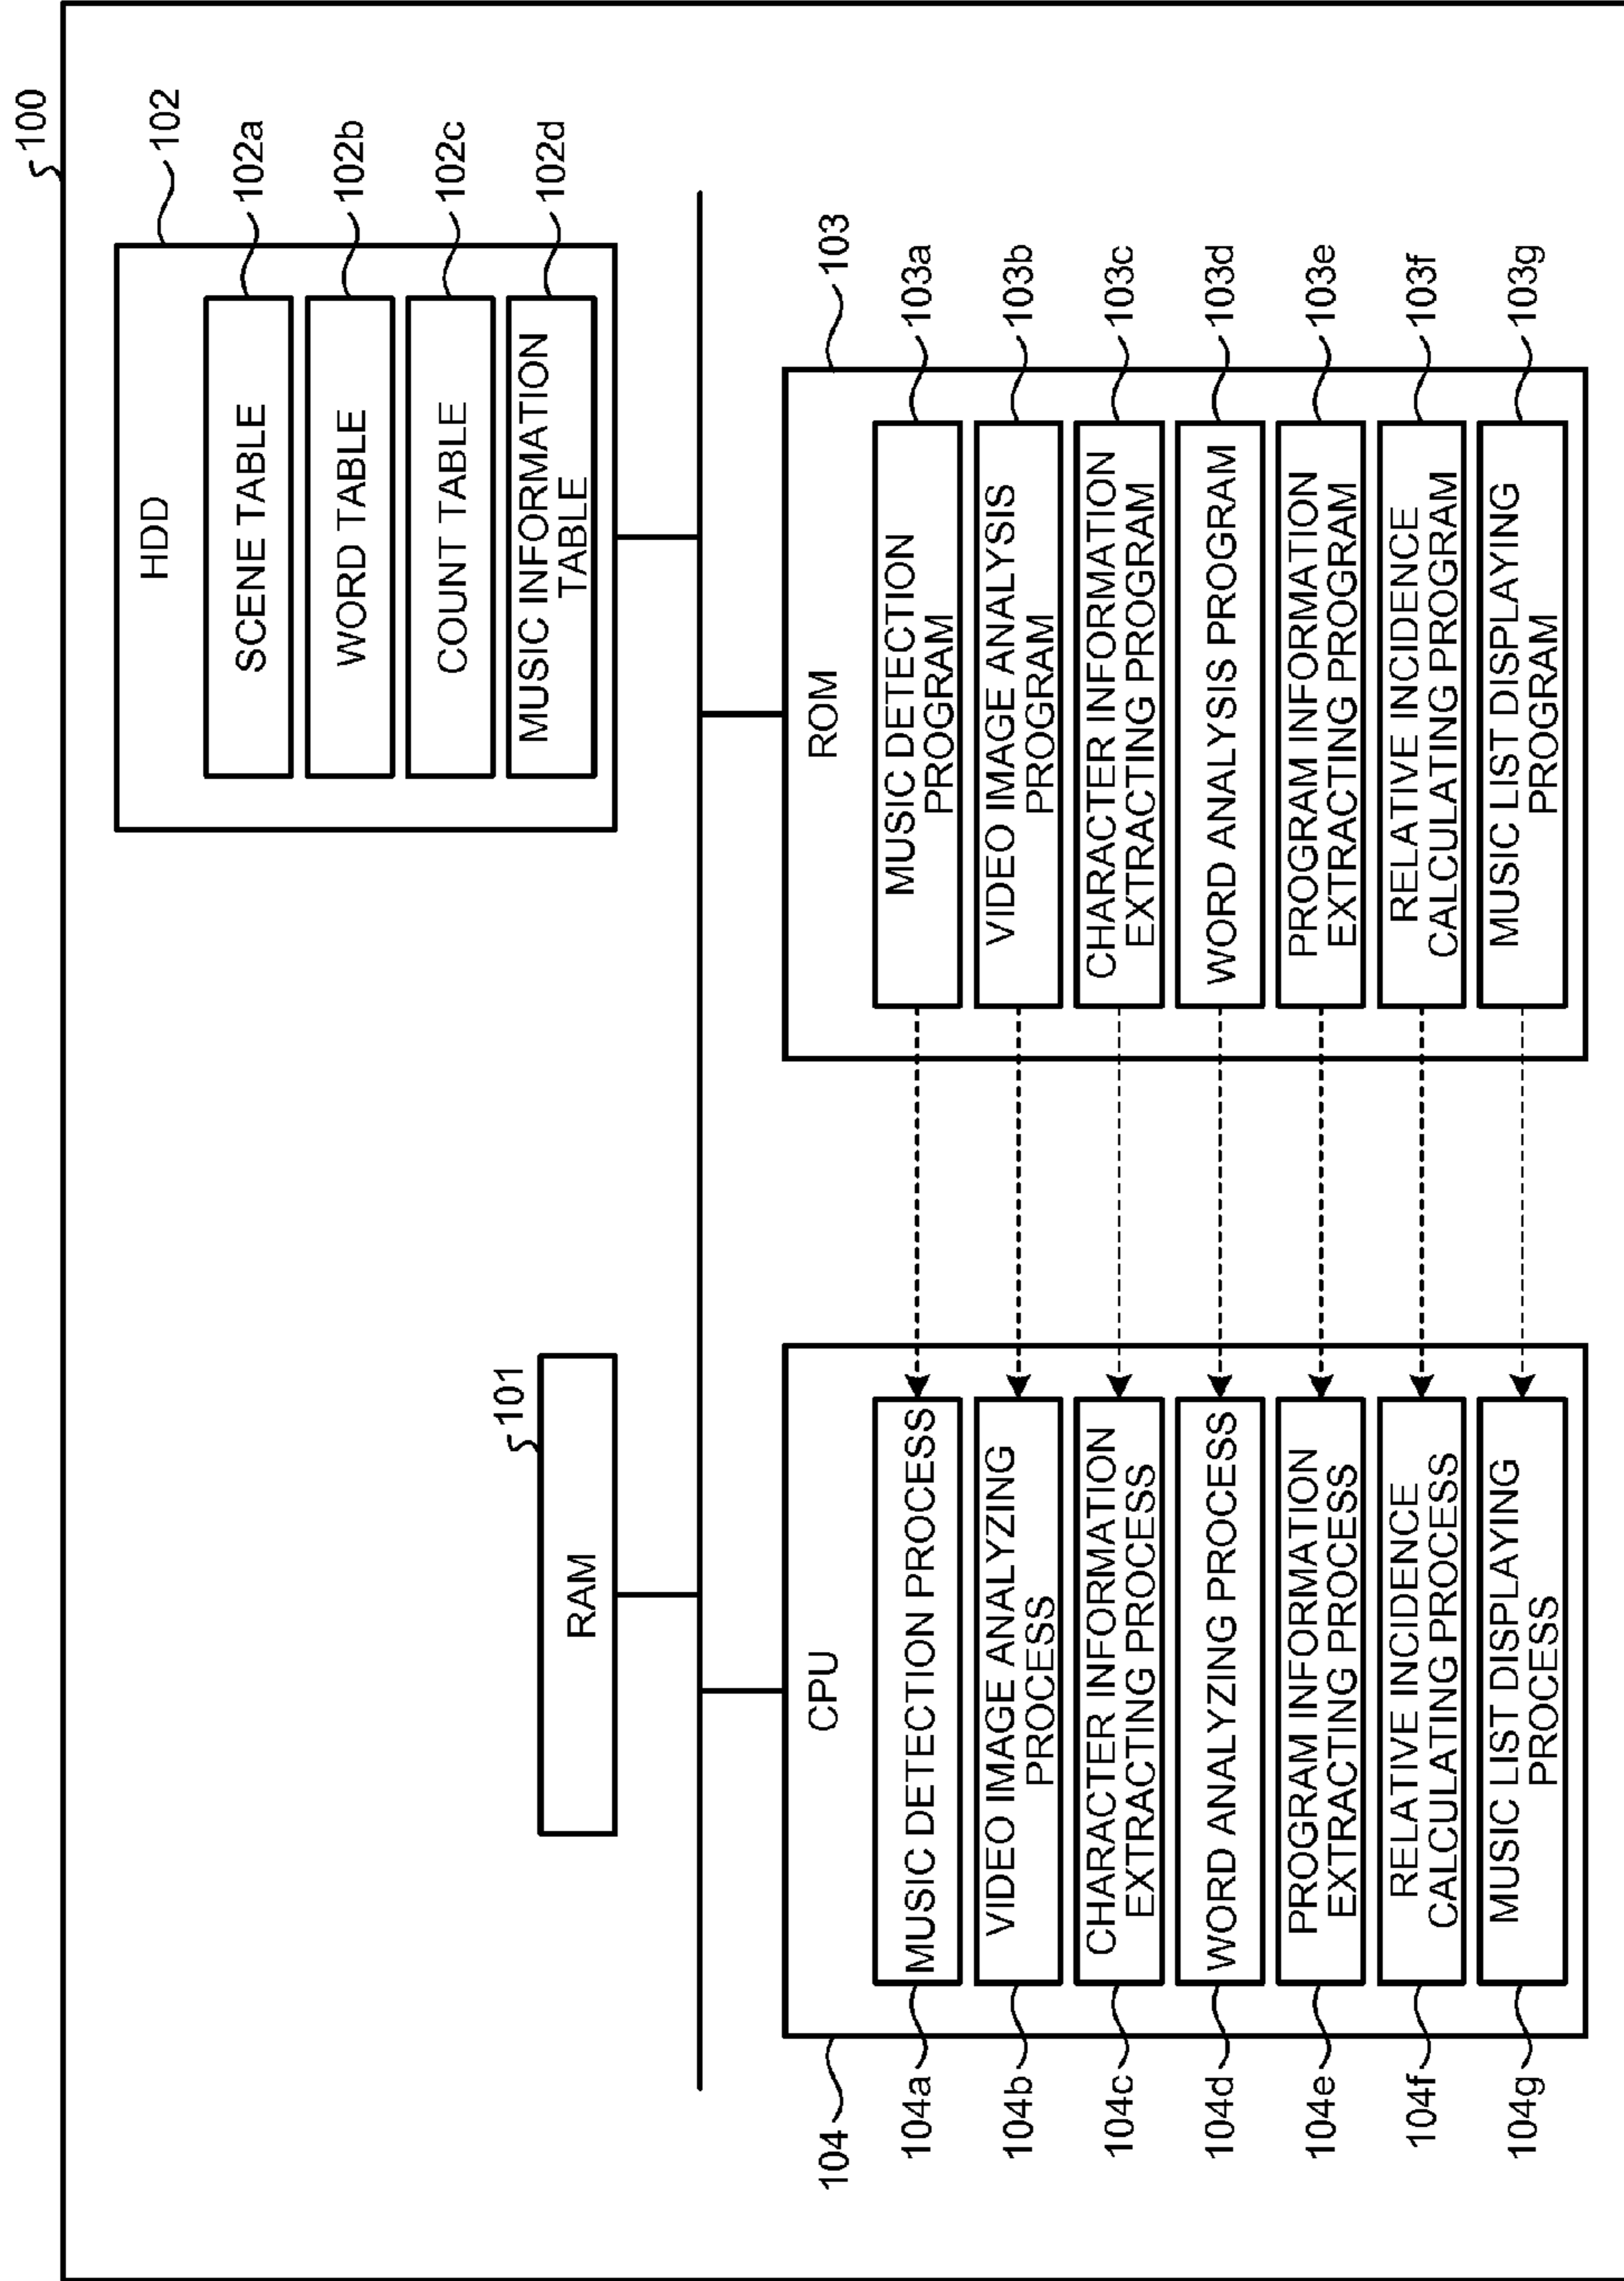 100
101
RAM
HDD
102
SCENE TABLE
102a
WORD TABLE
102b
COUNT TABLE
102c
MUSIC INFORMATION
TABLE
102d
104
CPU
104a
MUSIC DETECTION PROCESS
104b
VIDEO IMAGE ANALYZING
PROCESS
104c
CHARACTER INFORMATION
EXTRACTING PROCESS
104d
WORD ANALYZING PROCESS
104e
PROGRAM INFORMATION
EXTRACTING PROCESS
104f
RELATIVE INCIDENCE
CALCULATING PROCESS
104g
MUSIC LIST DISPLAYING
PROCESS
ROM
103
MUSIC DETECTION
PROGRAM
103a
VIDEO IMAGE ANALYSIS
PROGRAM
103b
CHARACTER INFORMATION
EXTRACTING PROGRAM
103c
WORD ANALYSIS PROGRAM
103d
PROGRAM INFORMATION
EXTRACTING PROGRAM
103e
RELATIVE INCIDENCE
CALCULATING PROGRAM
103f
MUSIC LIST DISPLAYING
PROGRAM
103g